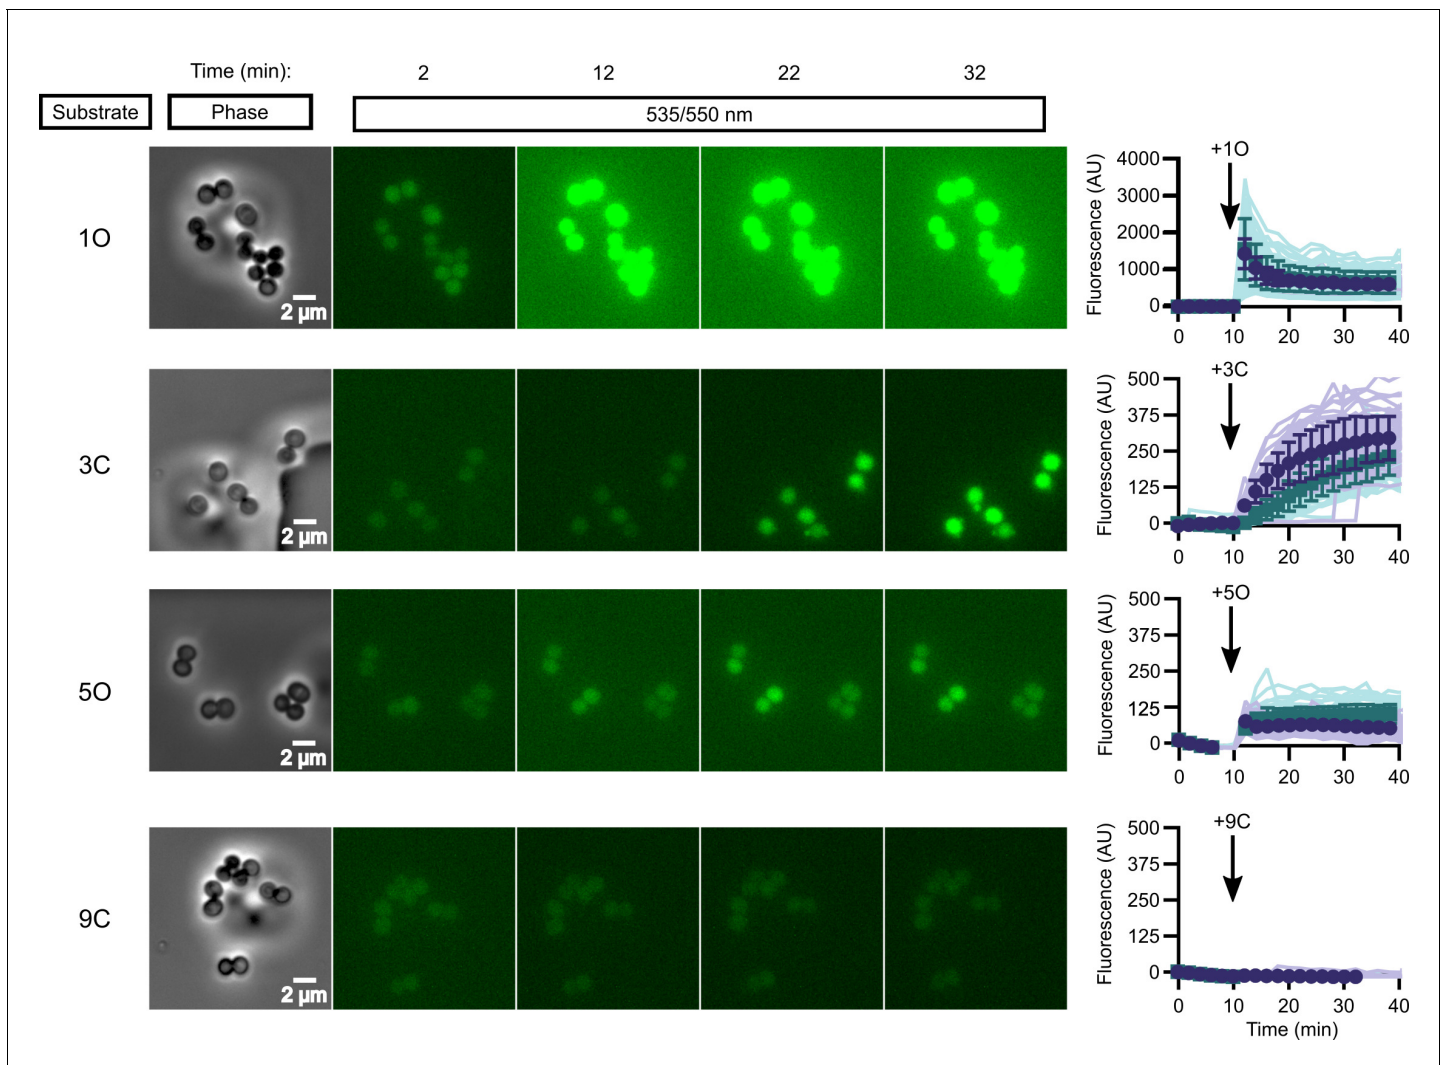 Time (min): 2 12 22 32
Substrate Phase 535/550 nm
1O
2 µm
+1O
Fluorescence (AU)
4000
3000
2000
1000
0
0 10 20 30 40
3C
2 µm
+3C
Fluorescence (AU)
500
375
250
125
0
0 10 20 30 40
5O
2 µm
+5O
Fluorescence (AU)
500
375
250
125
0
0 10 20 30 40
9C
2 µm
+9C
Fluorescence (AU)
500
375
250
125
0
0 10 20 30 40
Time (min)